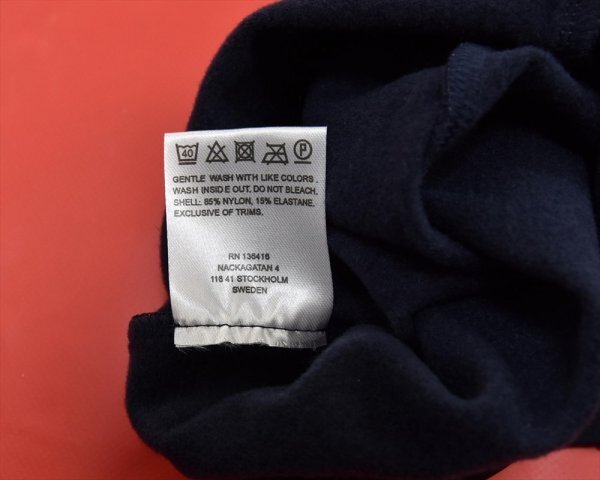 40 P
GENTLE WASH WITH LIKE COLORS.
WASH INSIDE OUT. DO NOT BLEACH.
SHELL: 85% NYLON, 15% ELASTANE.
EXCLUSIVE OF TRIMS.
RN 136416
NACKAGATAN 4
116 41 STOCKHOLM
SWEDEN